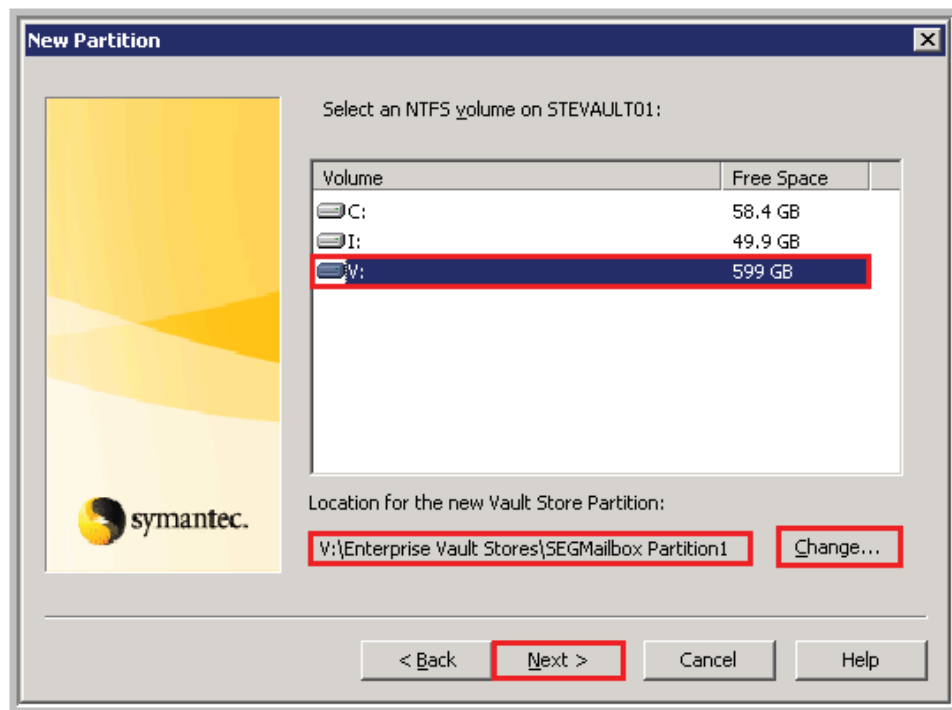 New Partition
Select an NTFS volume on STEVAULT01:
Volume Free Space
C: 58.4 GB
I: 49.9 GB
V: 599 GB
symantec.
Location for the new Vault Store Partition:
V:\Enterprise Vault Stores\SEGMailbox Partition1 Change...
< Back Next > Cancel Help